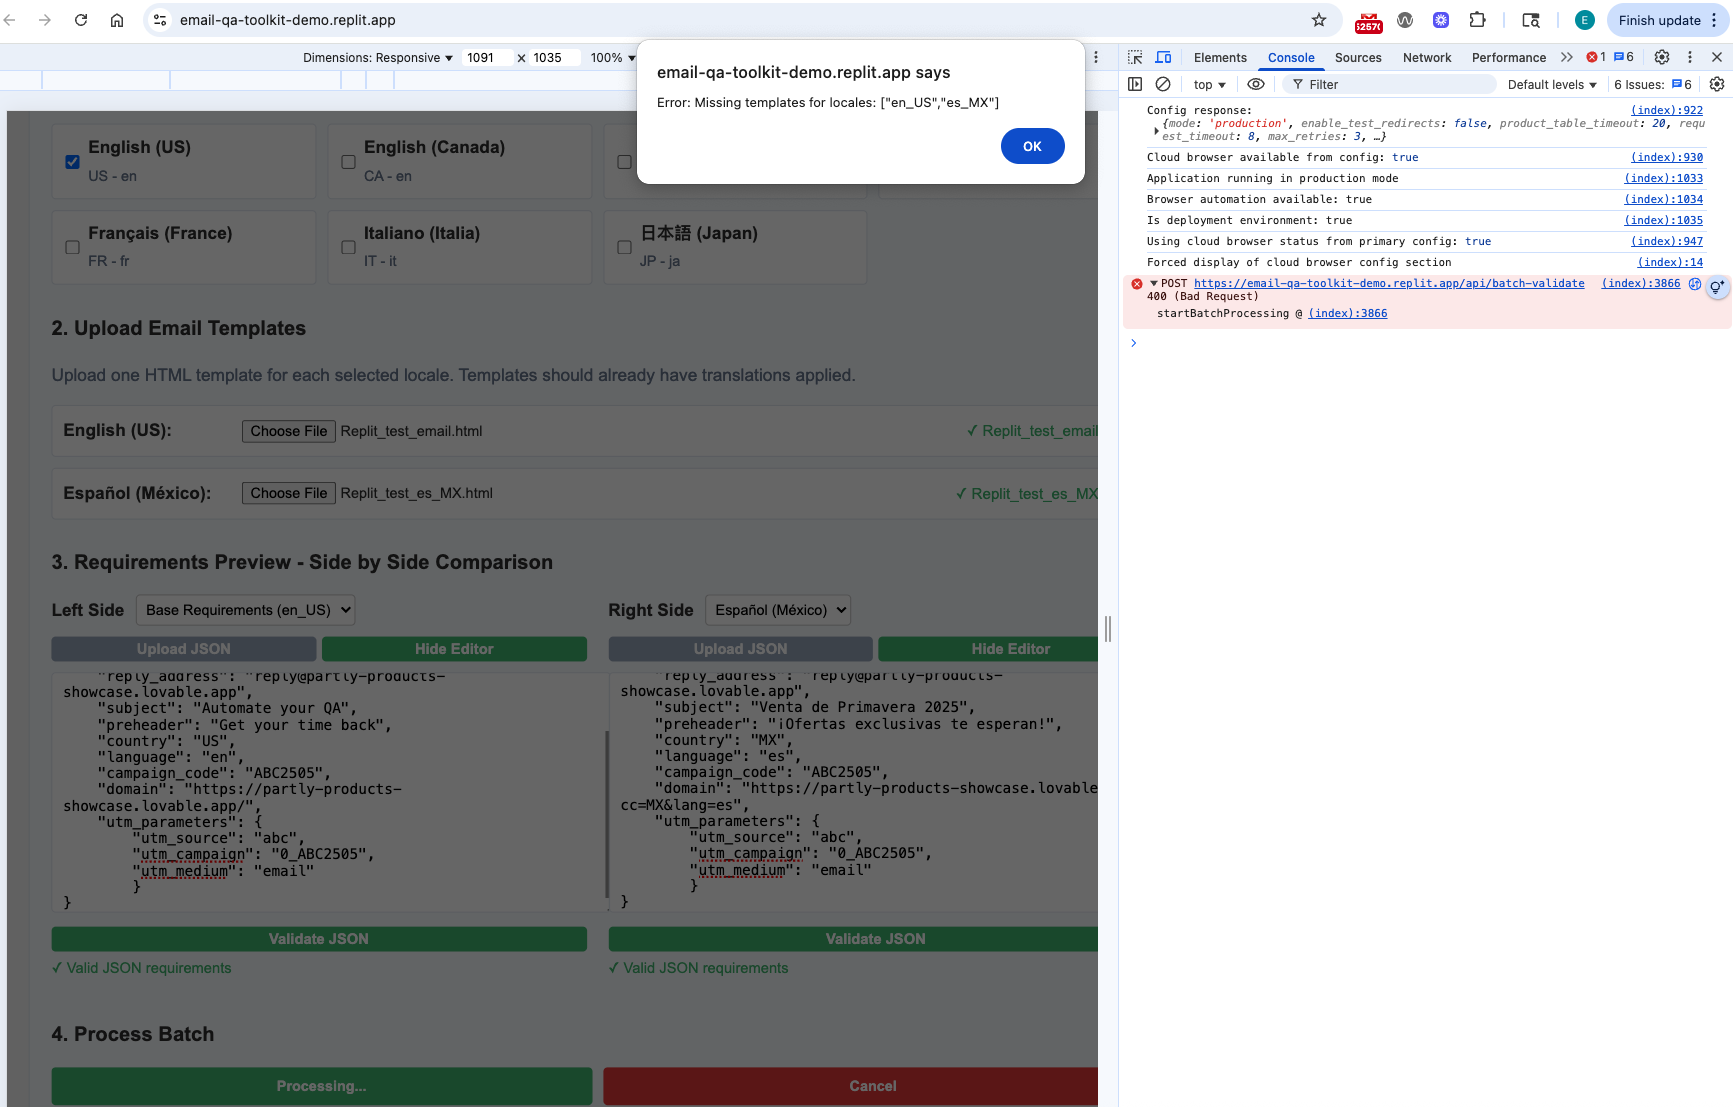 email-qa-toolkit-demo.replit.app
52570
E
Finish update
Dimensions: Responsive
1091 × 1035
100%
email-qa-toolkit-demo.replit.app says
Error: Missing templates for locales: ["en_US","es_MX"]
OK
English (US)
US - en
English (Canada)
CA - en
Français (France)
FR - fr
Italiano (Italia)
IT - it
日本語 (Japan)
JP - ja
2. Upload Email Templates
Upload one HTML template for each selected locale. Templates should already have translations applied.
English (US):
Choose File Replit_test_email.html
✓ Replit_test_email
Español (México):
Choose File Replit_test_es_MX.html
✓ Replit_test_es_MX
3. Requirements Preview - Side by Side Comparison
Left Side Base Requirements (en_US)
Upload JSON Hide Editor
"reply_address": "reply@partly-products-
showcase.lovable.app",
"subject": "Automate your QA",
"preheader": "Get your time back",
"country": "US",
"language": "en",
"campaign_code": "ABC2505",
"domain": "https://partly-products-
showcase.lovable.app/",
"utm_parameters": {
"utm_source": "abc",
"utm_campaign": "0_ABC2505",
"utm_medium": "email"
}
}
Validate JSON
✓ Valid JSON requirements
Right Side Español (México)
Upload JSON Hide Editor
"reply_address": "reply@partly-products-
showcase.lovable.app",
"subject": "Venta de Primavera 2025",
"preheader": "¡Ofertas exclusivas te esperan!",
"country": "MX",
"language": "es",
"campaign_code": "ABC2505",
"domain": "https://partly-products-showcase.lovable
cc=MX&lang=es",
"utm_parameters": {
"utm_source": "abc",
"utm_campaign": "0_ABC2505",
"utm_medium": "email"
}
}
Validate JSON
✓ Valid JSON requirements
4. Process Batch
Processing...
Cancel
Elements Console Sources Network Performance 1 6
top Filter Default levels 6 Issues: 6
Config response: (index):922
{mode: 'production', enable_test_redirects: false, product_table_timeout: 20, requ
est_timeout: 8, max_retries: 3, …}
Cloud browser available from config: true (index):930
Application running in production mode (index):1033
Browser automation available: true (index):1034
Is deployment environment: true (index):1035
Using cloud browser status from primary config: true (index):947
Forced display of cloud browser config section (index):14
POST https://email-qa-toolkit-demo.replit.app/api/batch-validate (index):3866
400 (Bad Request)
startBatchProcessing @ (index):3866